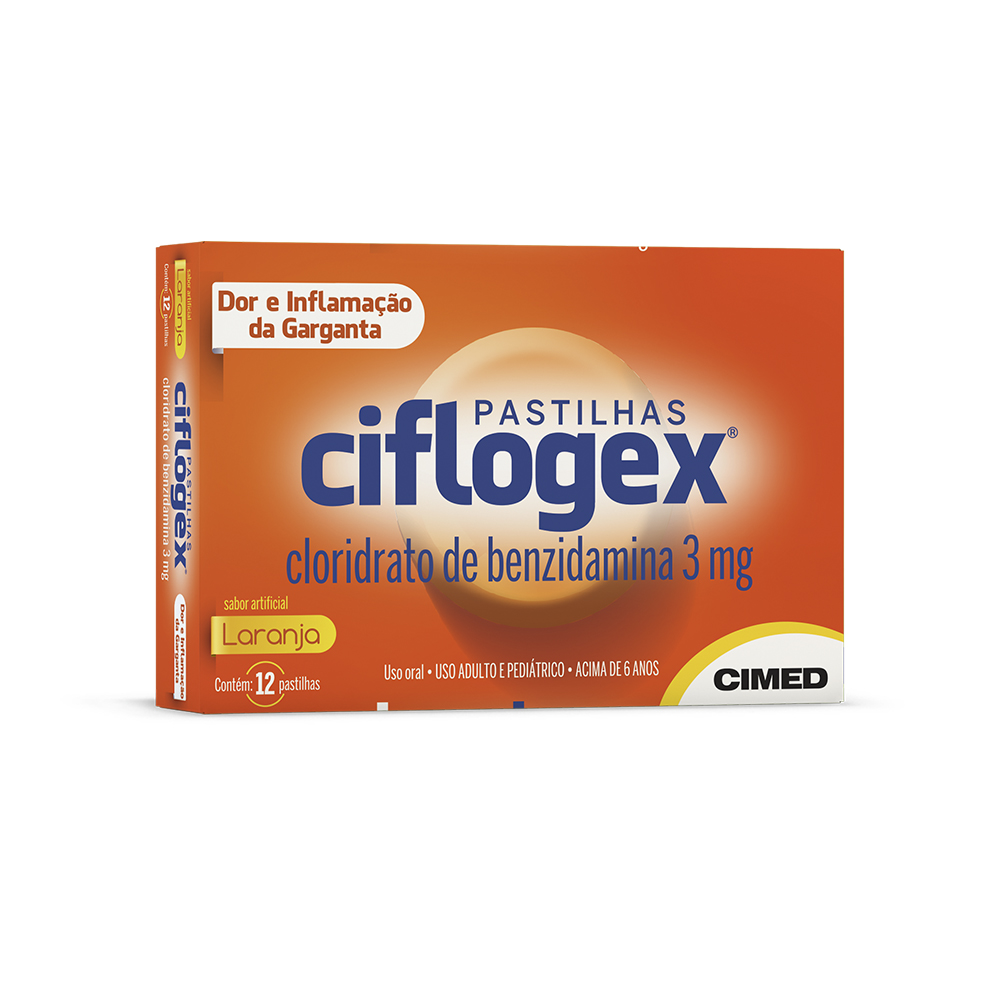 Dor e Inflamação
da Garganta
PASTILHAS
ciflogex®
cloridrato de benzidamina 3 mg
sabor artificial
Laranja
Contém: 12 pastilhas
Uso oral • USO ADULTO E PEDIÁTRICO • ACIMA DE 6 ANOS
CIMED
sabor artificial
Laranja
Contém: 12 pastilhas
PASTILHAS
ciflogex®
cloridrato de benzidamina 3 mg
Dor e Inflamação
da Garganta